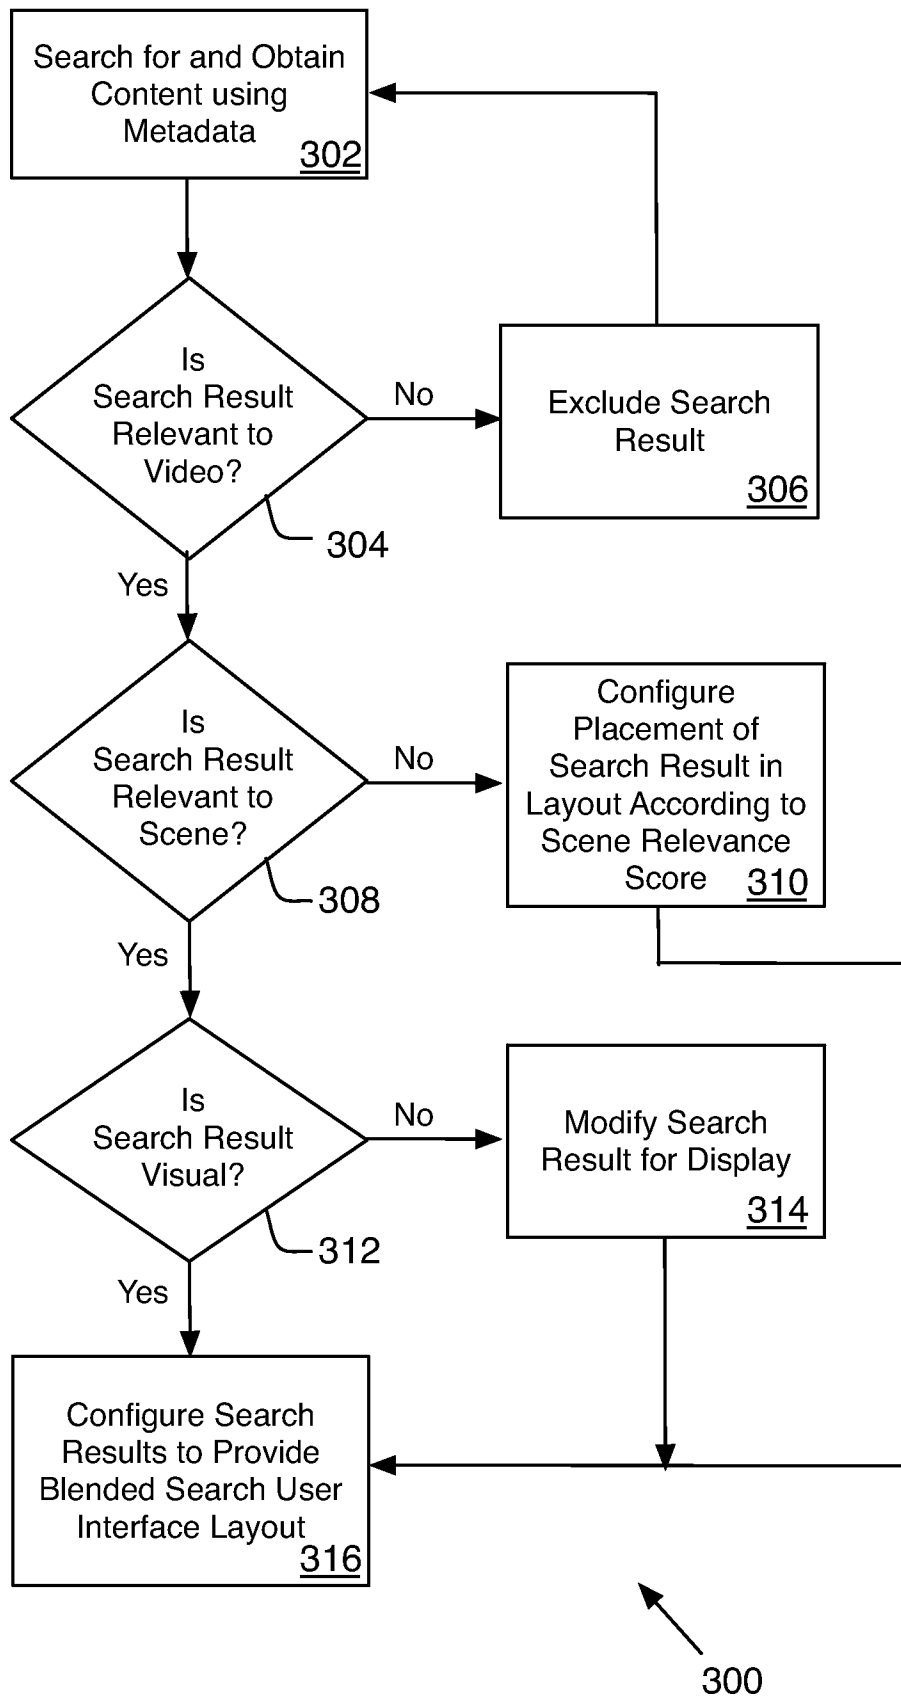 Search for and Obtain
Content using
Metadata
302
Is
Search Result
Relevant to
Video?
No
Exclude Search
Result
306
304
Yes
Is
Search Result
Relevant to
Scene?
No
Configure
Placement of
Search Result in
Layout According to
Scene Relevance
Score
310
308
Yes
Is
Search Result
Visual?
No
Modify Search
Result for Display
314
312
Yes
Configure Search
Results to Provide
Blended Search User
Interface Layout
316
300